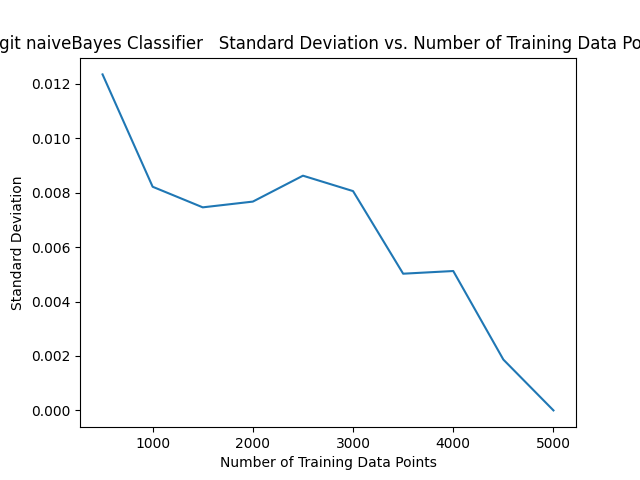 git naiveBayes Classifier   Standard Deviation vs. Number of Training Data Po
0.012
0.010
0.008
0.006
0.004
0.002
0.000
Standard Deviation
1000 2000 3000 4000 5000
Number of Training Data Points